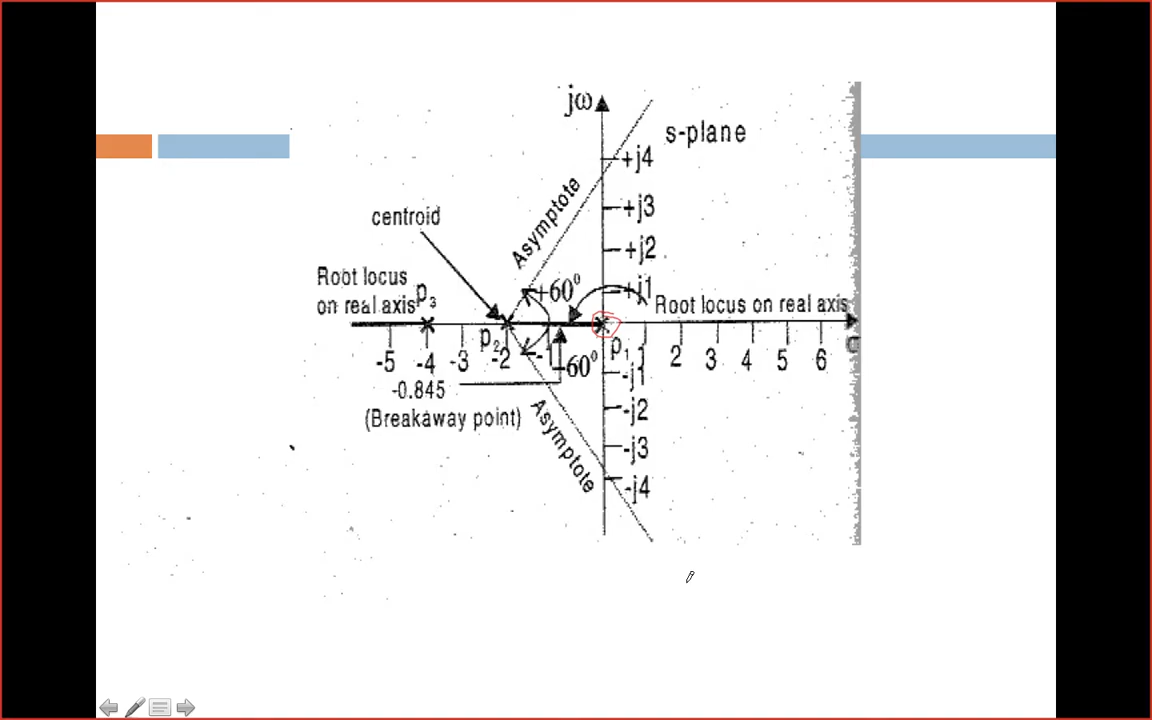 jω
s-plane
+j4
+j3
+j2
+j1
centroid
Asymptote
Root locus
on real axis
p3
+60⁰
Root locus on real axis
p2
p1
-5 -4 -3 -2 -1 1 2 3 4 5 6
-60⁰
-0.845
(Breakaway point)
Asymptote
-j1
-j2
-j3
-j4